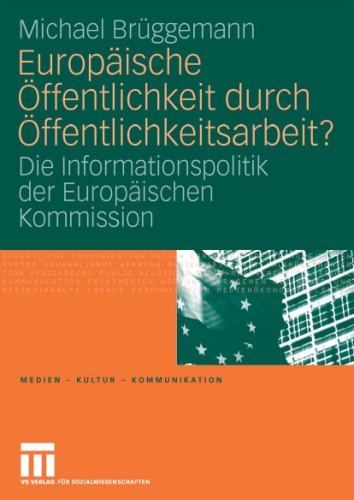 Michael Brüggemann
Europäische
Öffentlichkeit durch
Öffentlichkeitsarbeit?
Die Informationspolitik
der Europäischen
Kommission
MEDIEN – KULTUR – KOMMUNIKATION
VS VERLAG FÜR SOZIALWISSENSCHAFTEN